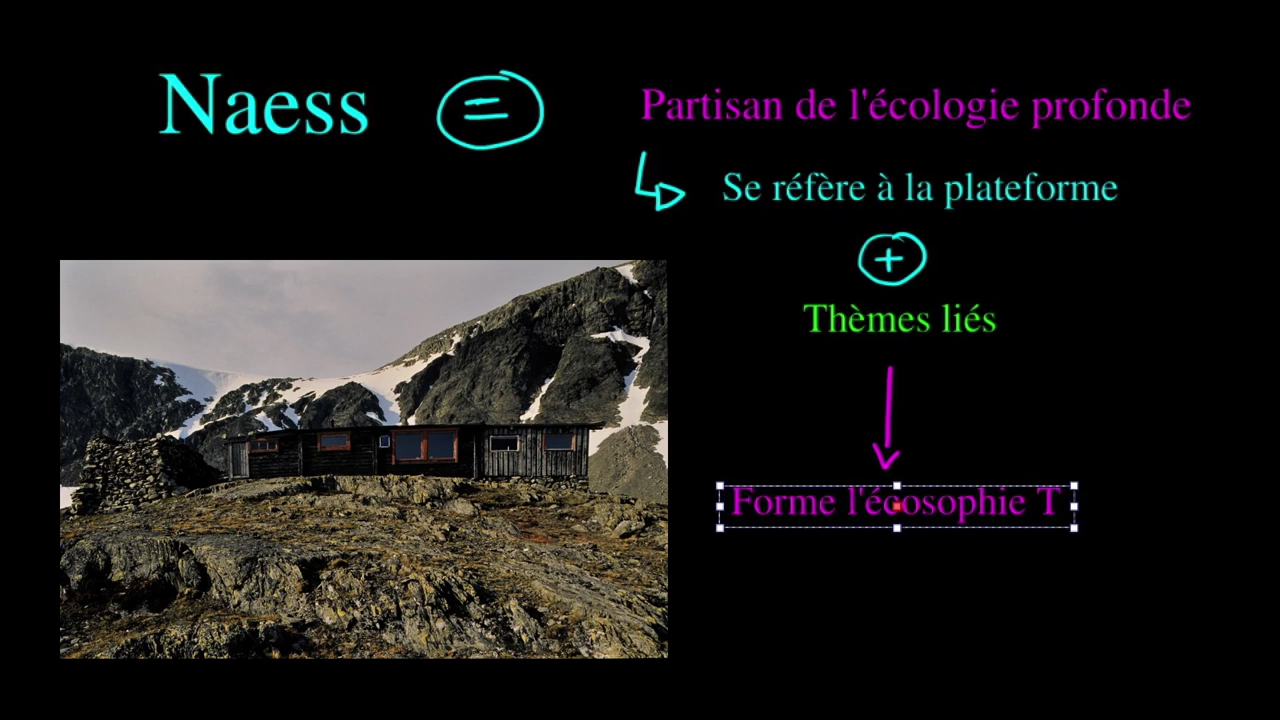 Naess =
Partisan de l'écologie profonde
Se réfère à la plateforme
+
Thèmes liés
Forme l'écosophie T